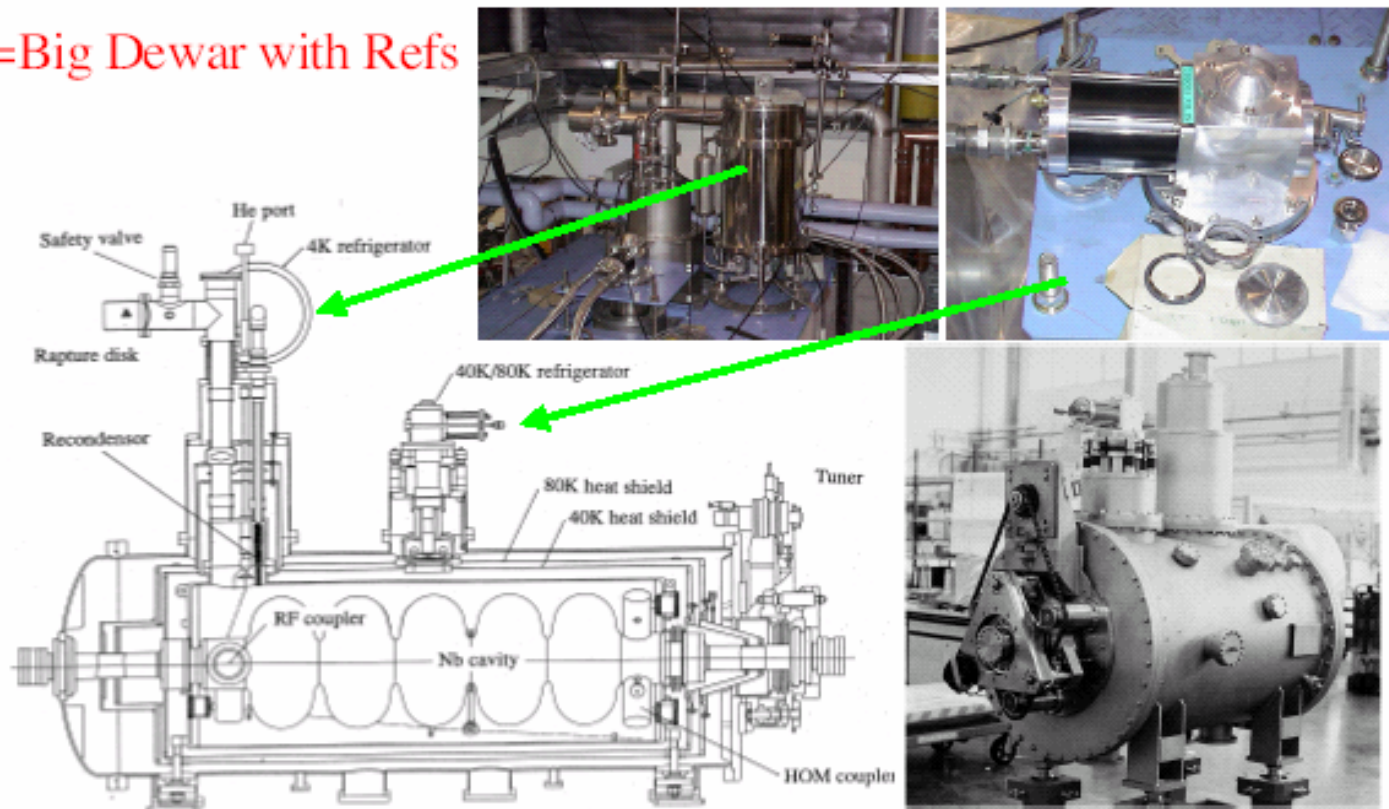 =Big Dewar with Refs
He port
Safety valve
4K refrigerator
Rapture disk
40K/80K refrigerator
Recondensor
80K heat shield
Tuner
40K heat shield
RF coupler
Nb cavity
HOM coupler